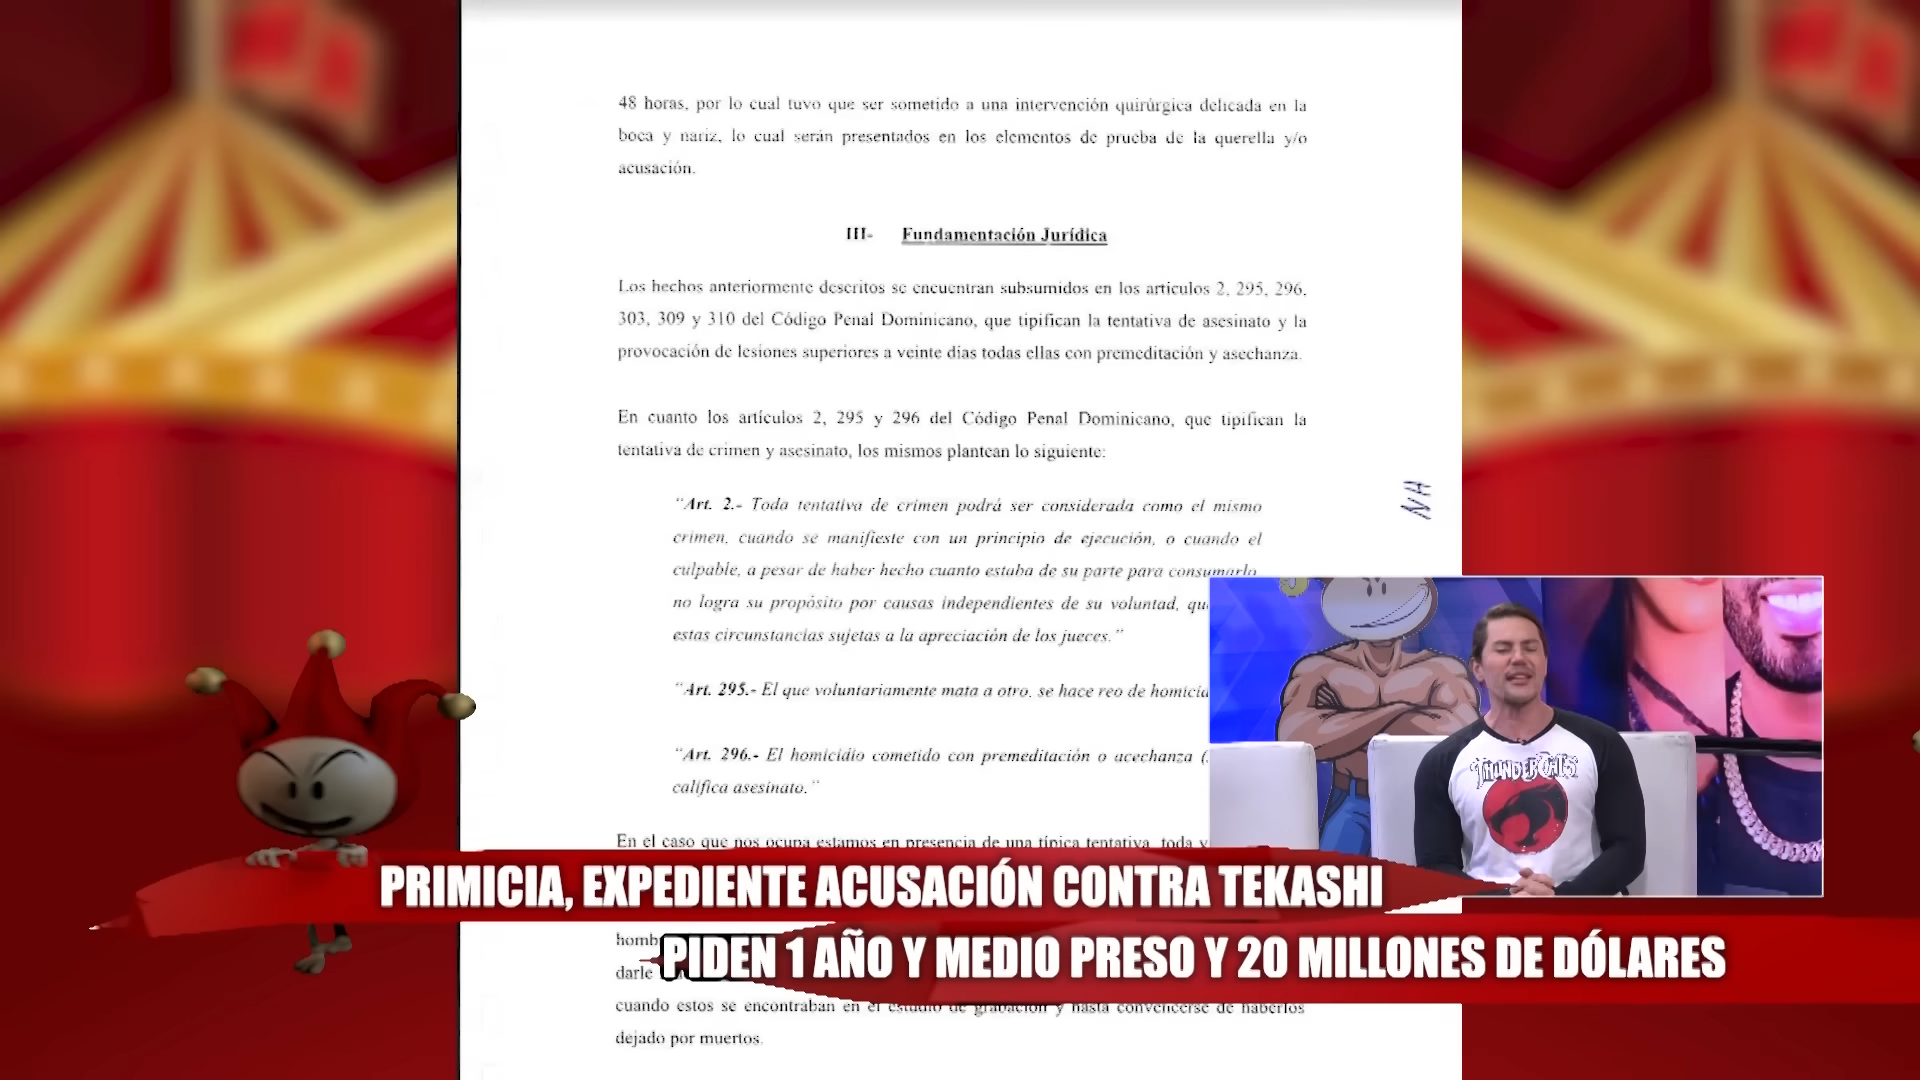 48 horas, por lo cual tuvo que ser sometido a una intervención quirúrgica delicada en la
boca y nariz, lo cual serán presentados en los elementos de prueba de la querella y/o
acusación.
III- Fundamentación Jurídica
Los hechos anteriormente descritos se encuentran subsumidos en los artículos 2, 295, 296,
303, 309 y 310 del Código Penal Dominicano, que tipifican la tentativa de asesinato y la
provocación de lesiones superiores a veinte días todas ellas con premeditación y asechanza.
En cuanto los artículos 2, 295 y 296 del Código Penal Dominicano, que tipifican la
tentativa de crimen y asesinato, los mismos plantean lo siguiente:
"Art. 2.- Toda tentativa de crimen podrá ser considerada como el mismo
crimen, cuando se manifieste con un principio de ejecución, o cuando el
culpable, a pesar de haber hecho cuanto estaba de su parte para consumarlo,
no logra su propósito por causas independientes de su voluntad,
estas circunstancias sujetas a la apreciación de los jueces."
"Art. 295.- El que voluntariamente mata a otro, se hace reo de
"Art. 296.- El homicidio cometido con premeditación o acechanza
califica asesinato."
NH
THUNDERCATS
En el caso que nos ocupa estamos en presencia de una típica tentativa, toda
PRIMICIA, EXPEDIENTE ACUSACIÓN CONTRA TEKASHI
PIDEN 1 AÑO Y MEDIO PRESO Y 20 MILLONES DE DÓLARES
darle
cuando estos se encontraban en el estudio de grabación y hasta convencerse de haberlos
dejado por muertos.